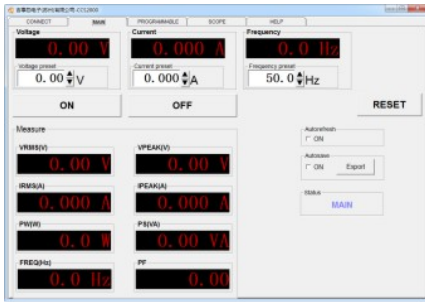 CONNECT MAIN PROGRAMMABLE SCOPE HELP
Voltage Current Frequency
0.00 V 0.000 A 0.0 Hz
Voltage preset Current preset Frequency preset
0.00 V 0.000 A 50.0 Hz
ON OFF RESET
Measure
VRMS(V) VPEAK(V)
0.00 V 0.00 V
IRMS(A) IPEAK(A)
0.000 A 0.000 A
PW(W) PS(VA)
0.0 W 0.00 VA
FREQ(Hz) PF
0.0 Hz 0.00
Autorefresh
ON
Autosave
ON Export
Status
MAIN